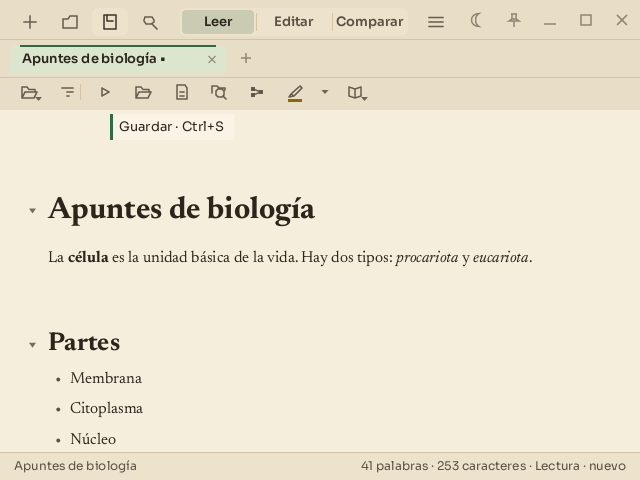 Leer Editar Comparar
Apuntes de biología •
Guardar · Ctrl+S
Apuntes de biología
La célula es la unidad básica de la vida. Hay dos tipos: procariota y eucariota.
Partes
• Membrana
• Citoplasma
• Núcleo
Apuntes de biología 41 palabras · 253 caracteres · Lectura · nuevo